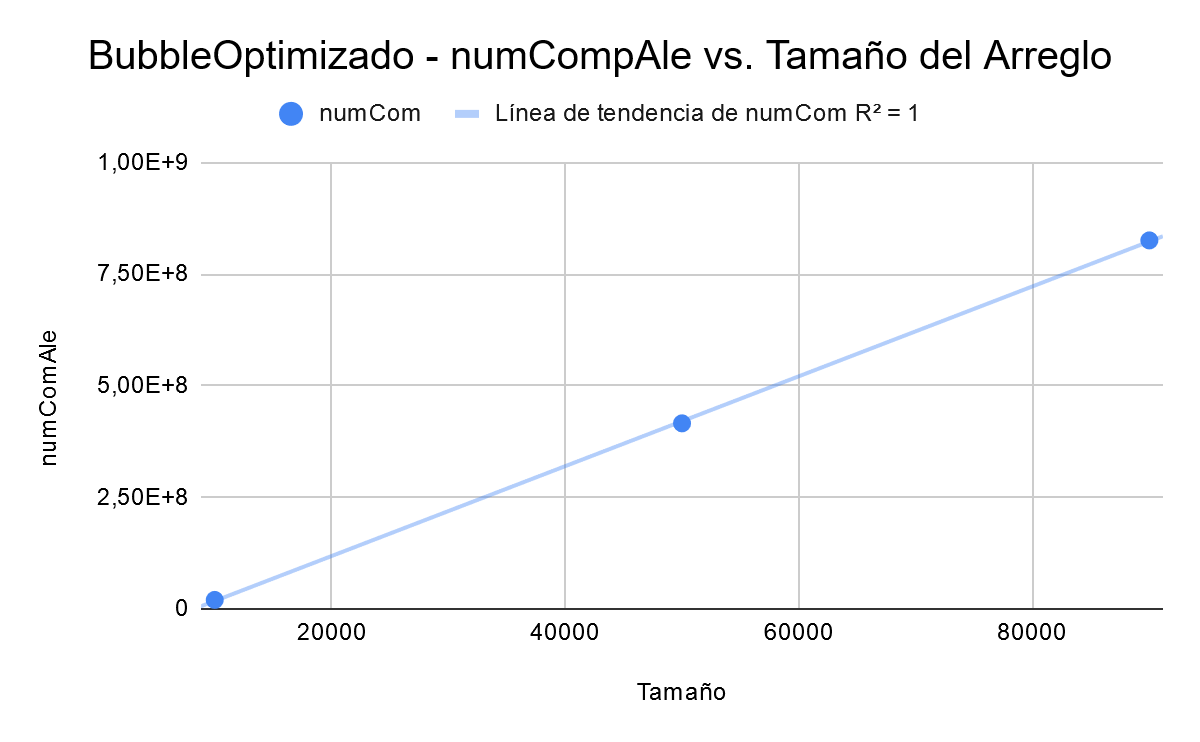 BubbleOptimizado - numCompAle vs. Tamaño del Arreglo
numCom Línea de tendencia de numCom R² = 1
1,00E+9
7,50E+8
5,00E+8
2,50E+8
0
numComAle
20000 40000 60000 80000
Tamaño